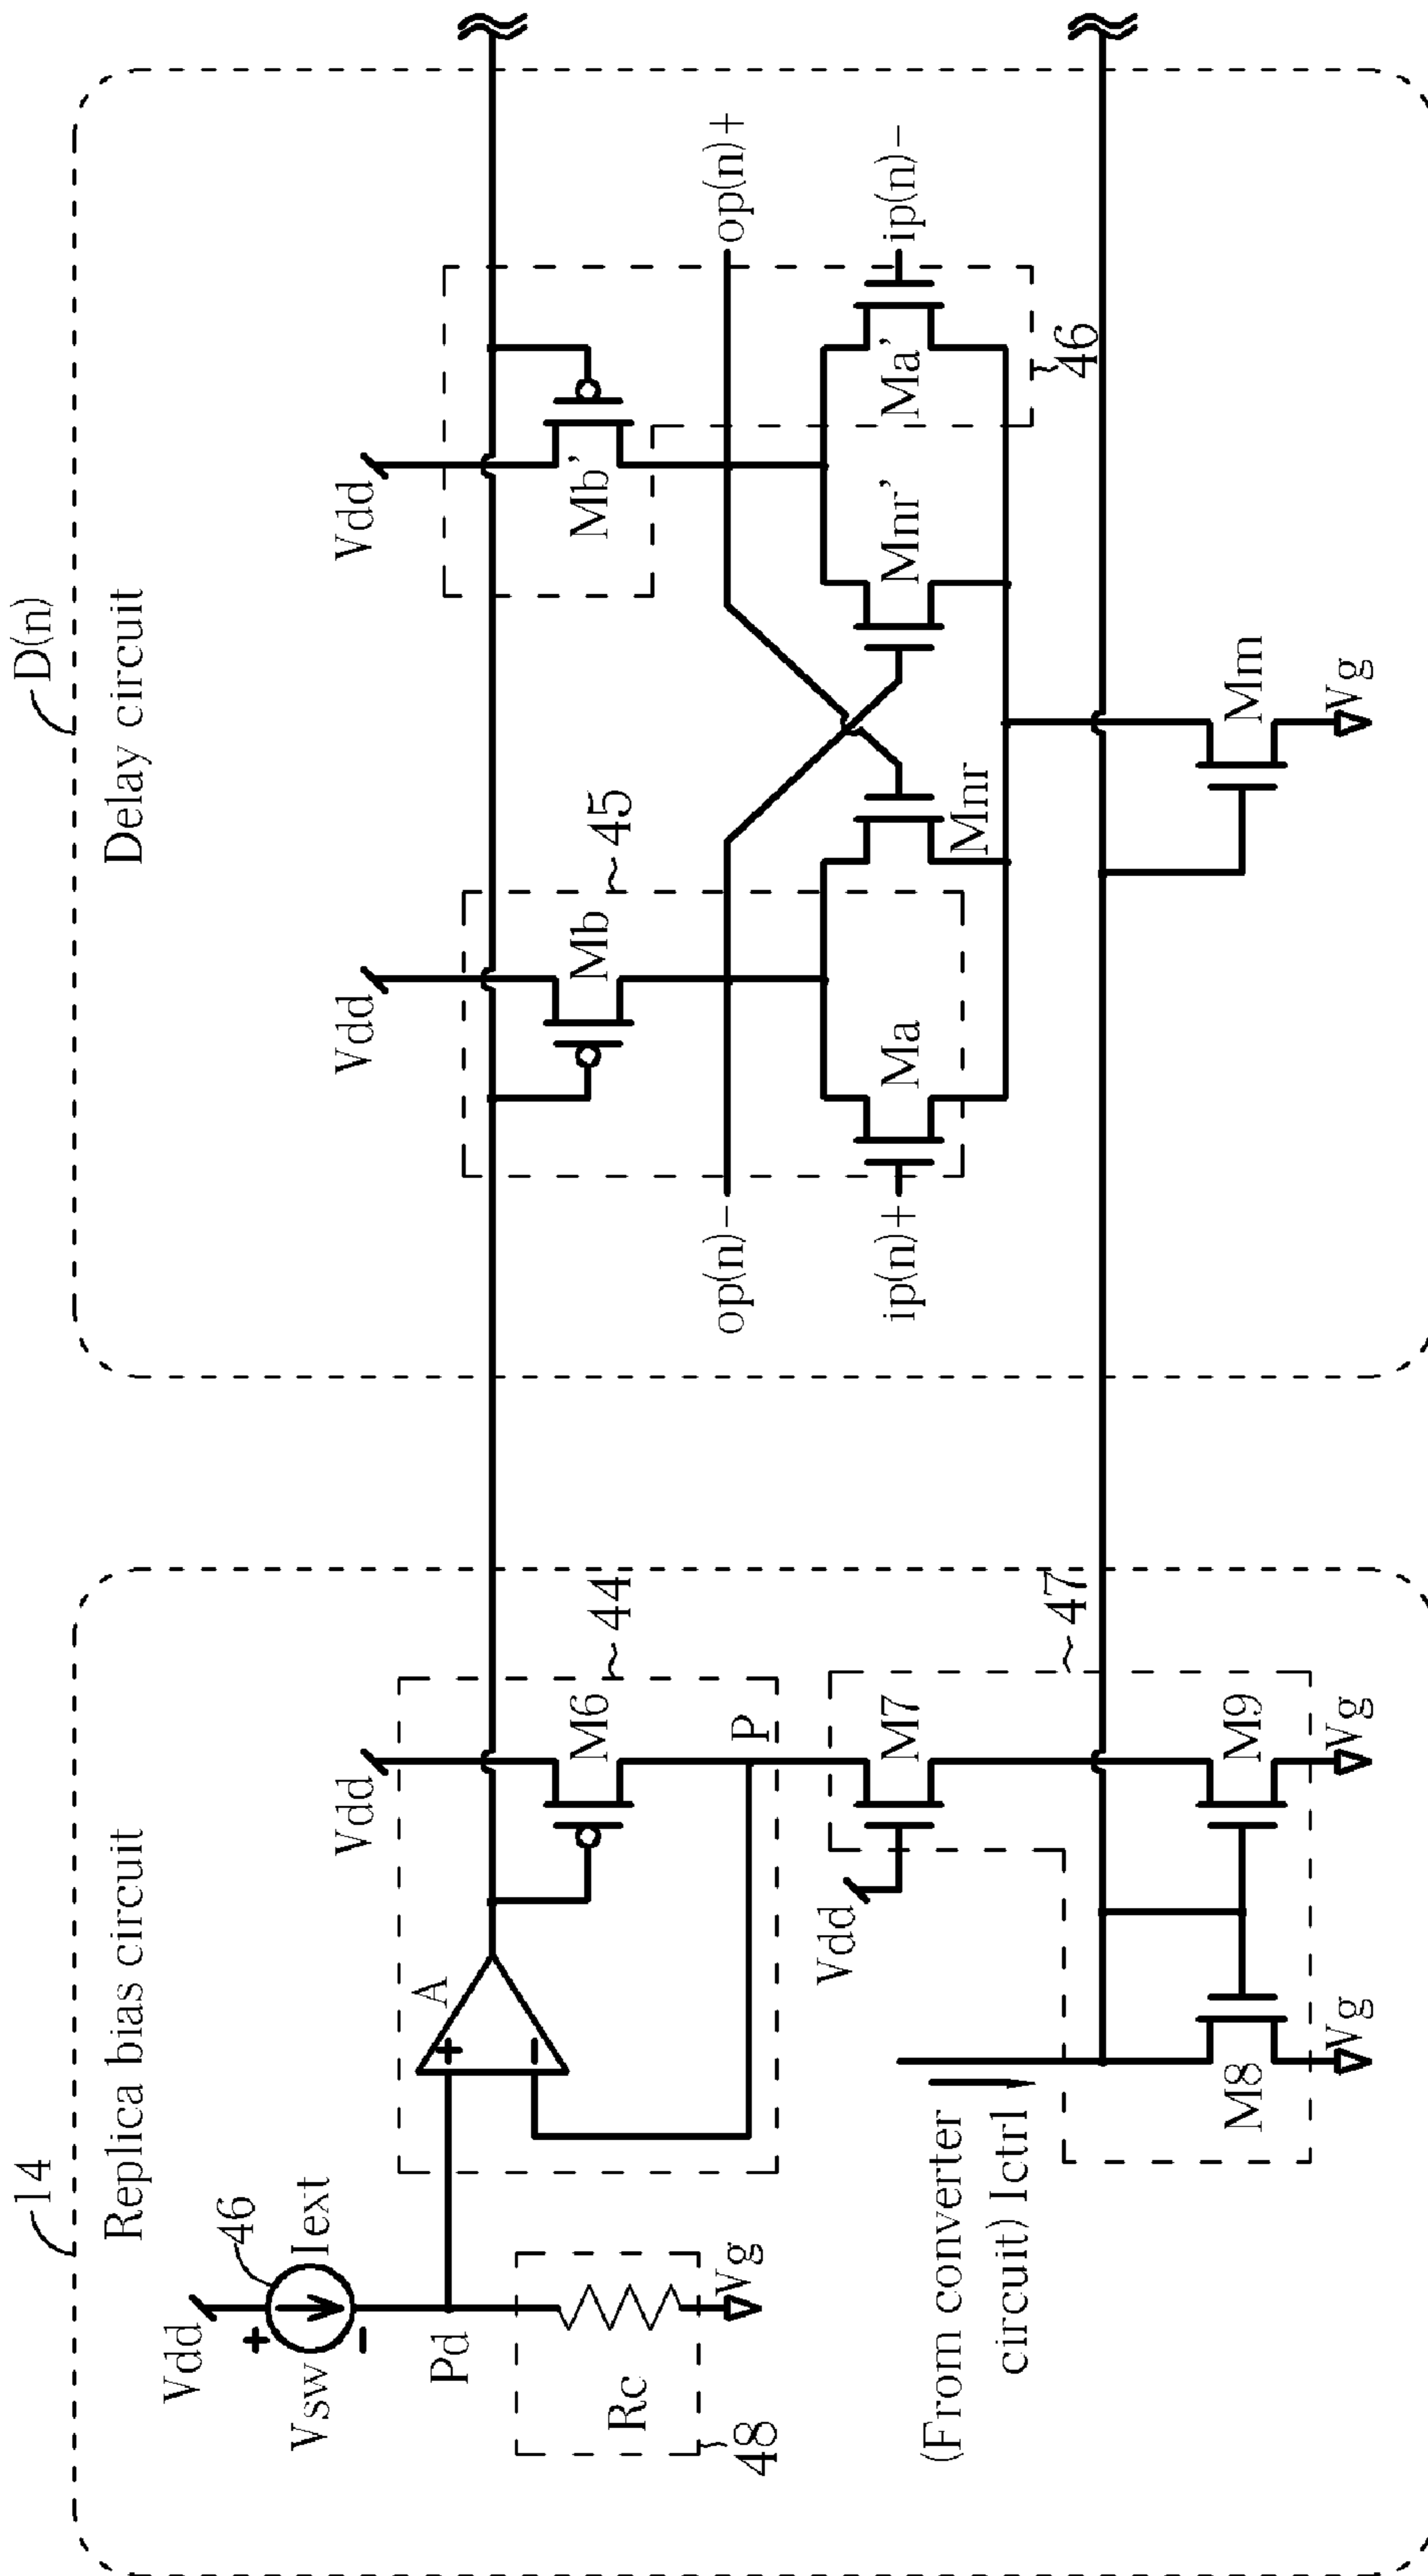 14
Replica bias circuit
Vdd
46
+
Vsw
Iext
-
Pd
Rc
48
Vg
A
+
-
Vdd
M6
44
P
Vdd
M7
47
(From converter
circuit) Ictrl
M8
Vg
M9
Vg
D(n)
Delay circuit
Vdd
Mb
45
Vdd
Mb'
op(n)-
op(n)+
ip(n)+
Ma
Mnr
Mnr'
Ma'
ip(n)-
46
Mm
Vg